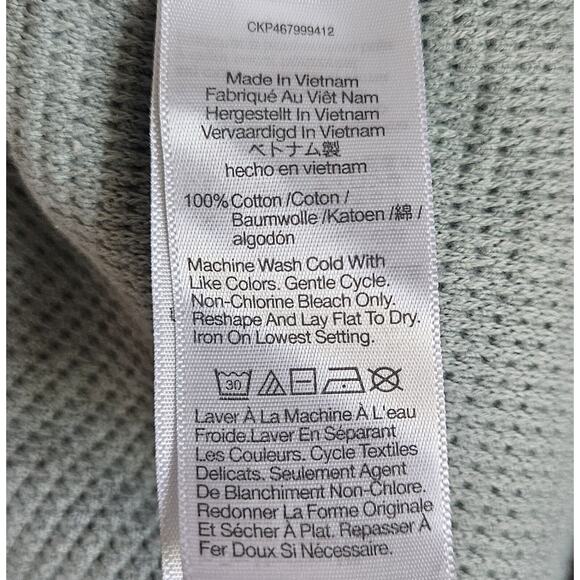 CKP467999412
Made In Vietnam
Fabriqué Au Viêt Nam
Hergestellt In Vietnam
Vervaardigd In Vietnam
ベトナム製
hecho en vietnam
100% Cotton /Coton /
Baumwolle /Katoen /綿 /
algodón
Machine Wash Cold With
Like Colors. Gentle Cycle.
Non-Chlorine Bleach Only.
Reshape And Lay Flat To Dry.
Iron On Lowest Setting.
30
Laver À La Machine À L'eau
Froide.Laver En Séparant
Les Couleurs. Cycle Textiles
Delicats. Seulement Agent
De Blanchiment Non-Chlore.
Redonner La Forme Originale
Et Sécher À Plat. Repasser À
Fer Doux Si Nécessaire.